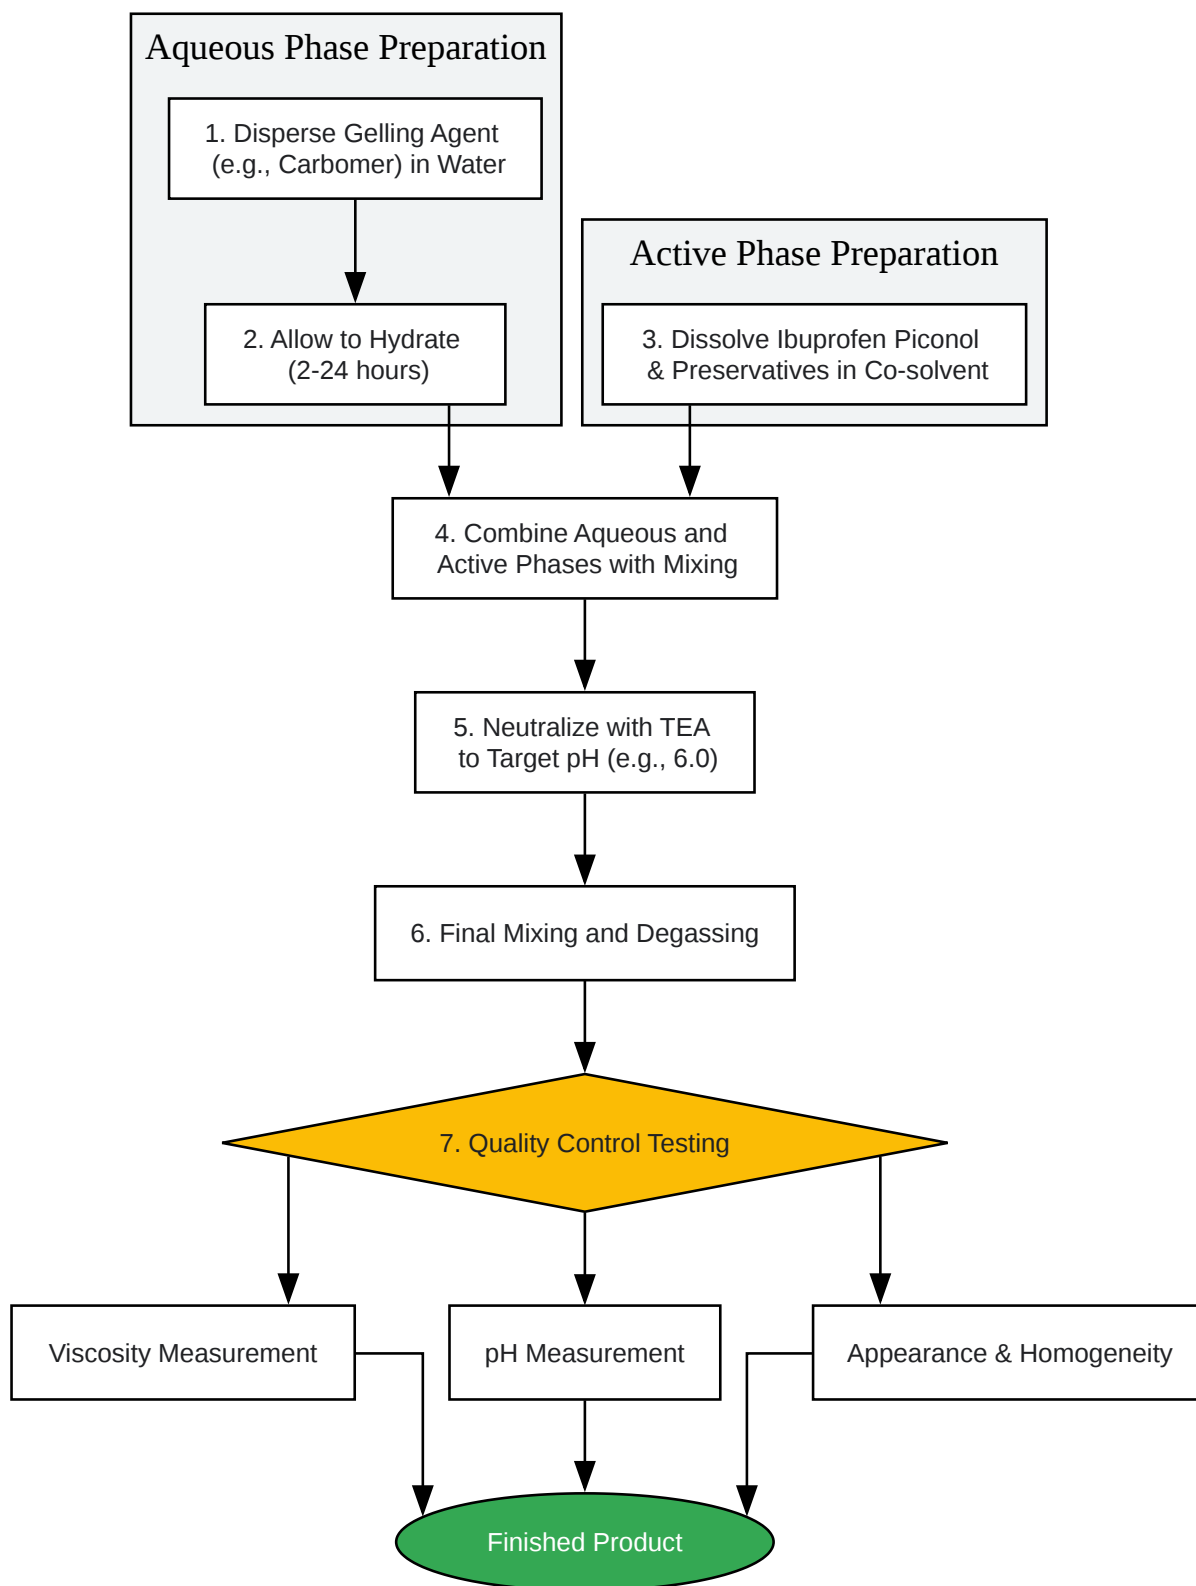 Aqueous Phase Preparation
1. Disperse Gelling Agent
(e.g., Carbomer) in Water
2. Allow to Hydrate
(2-24 hours)
Active Phase Preparation
3. Dissolve Ibuprofen Piconol
& Preservatives in Co-solvent
4. Combine Aqueous and
Active Phases with Mixing
5. Neutralize with TEA
to Target pH (e.g., 6.0)
6. Final Mixing and Degassing
7. Quality Control Testing
Viscosity Measurement
pH Measurement
Appearance & Homogeneity
Finished Product